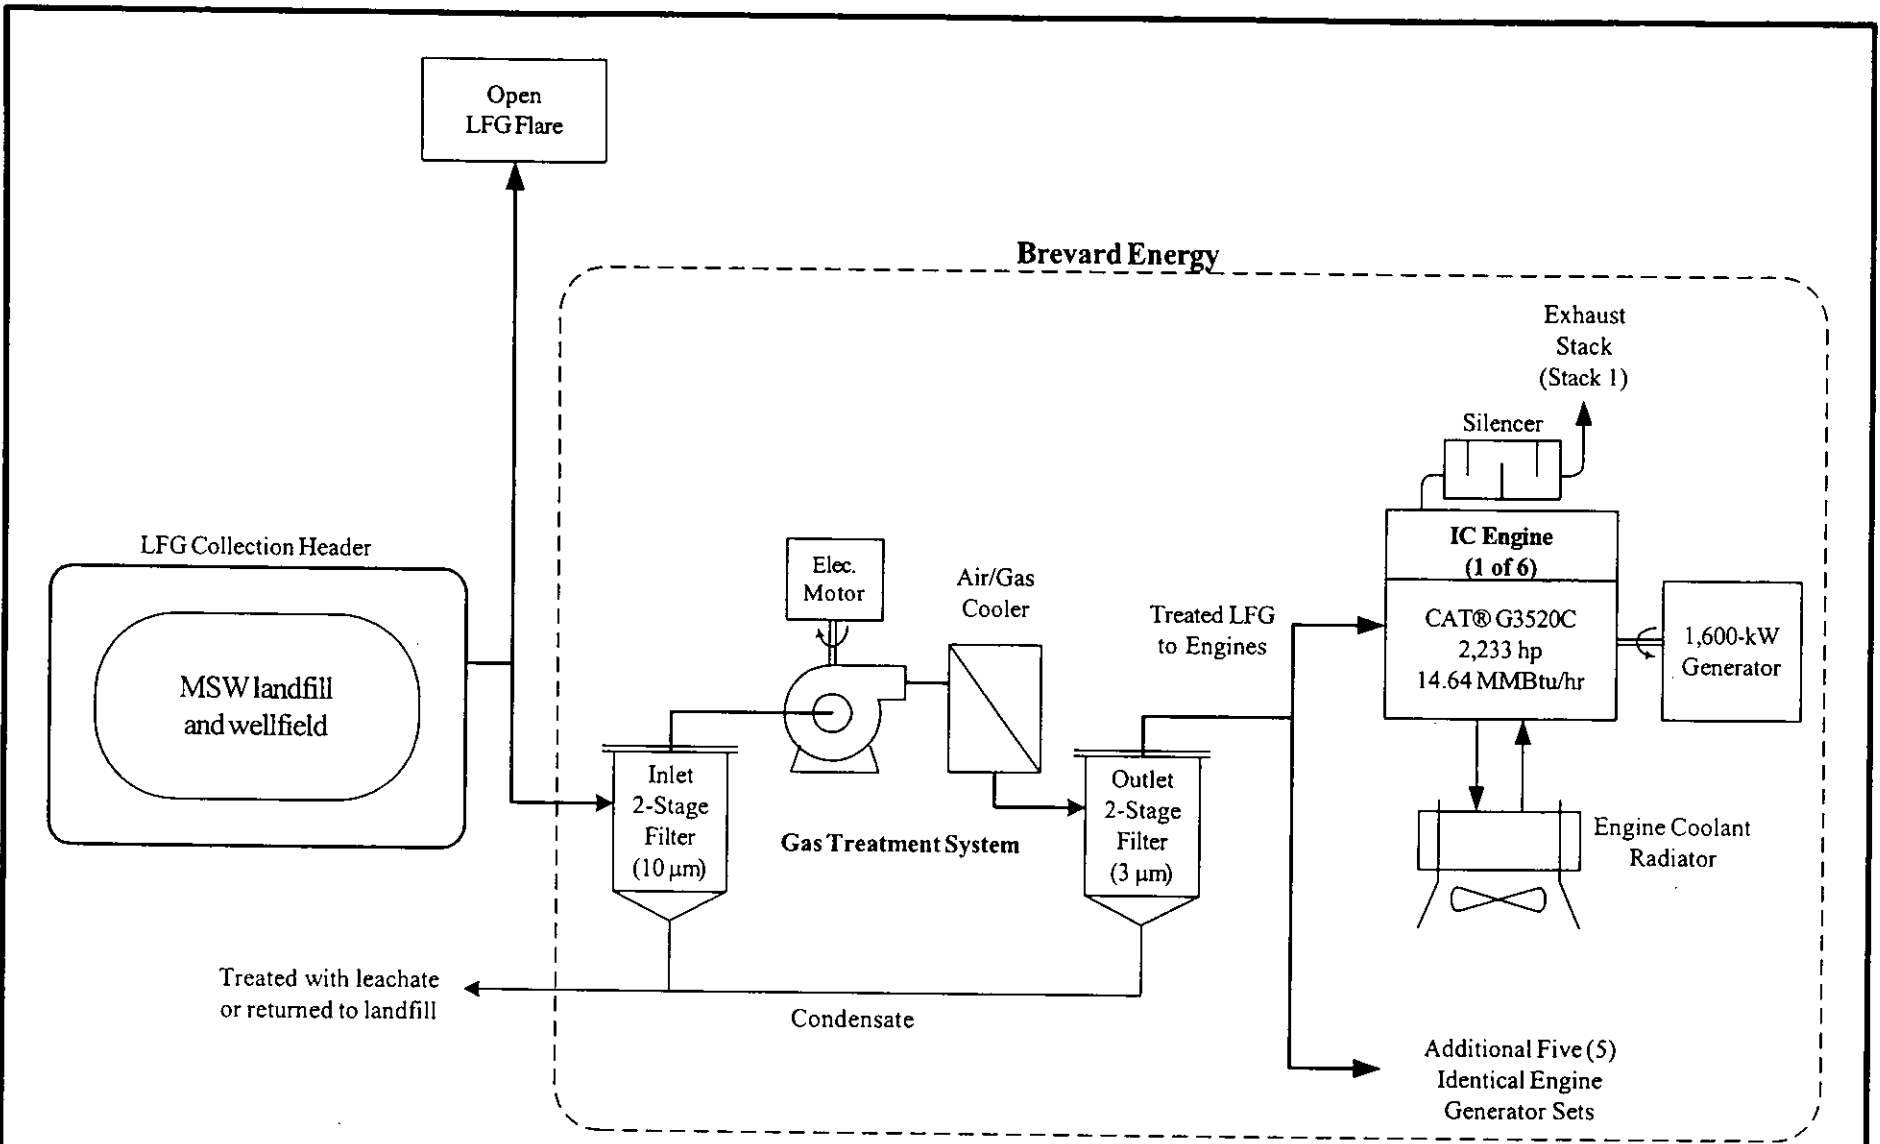 Open
LFG Flare
Brevard Energy
Exhaust
Stack
(Stack 1)
Silencer
LFG Collection Header
MSW landfill
and wellfield
Elec.
Motor
Air/Gas
Cooler
Treated LFG
to Engines
IC Engine
(1 of 6)
CAT® G3520C
2,233 hp
14.64 MMBtu/hr
1,600-kW
Generator
Inlet
2-Stage
Filter
(10 µm)
Gas Treatment System
Outlet
2-Stage
Filter
(3 µm)
Engine Coolant
Radiator
Treated with leachate
or returned to landfill
Condensate
Additional Five (5)
Identical Engine
Generator Sets